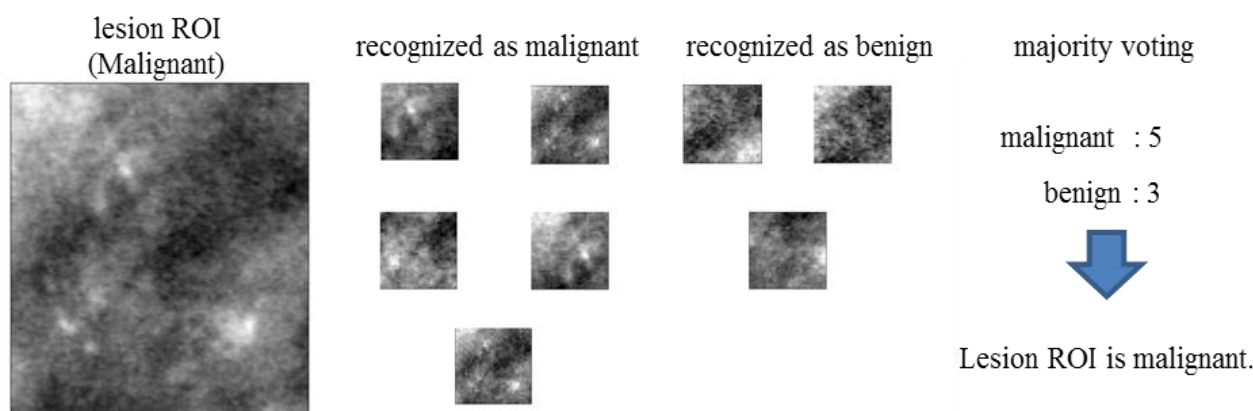 lesion ROI
(Malignant)
recognized as malignant
recognized as benign
majority voting
malignant : 5
benign : 3
Lesion ROI is malignant.